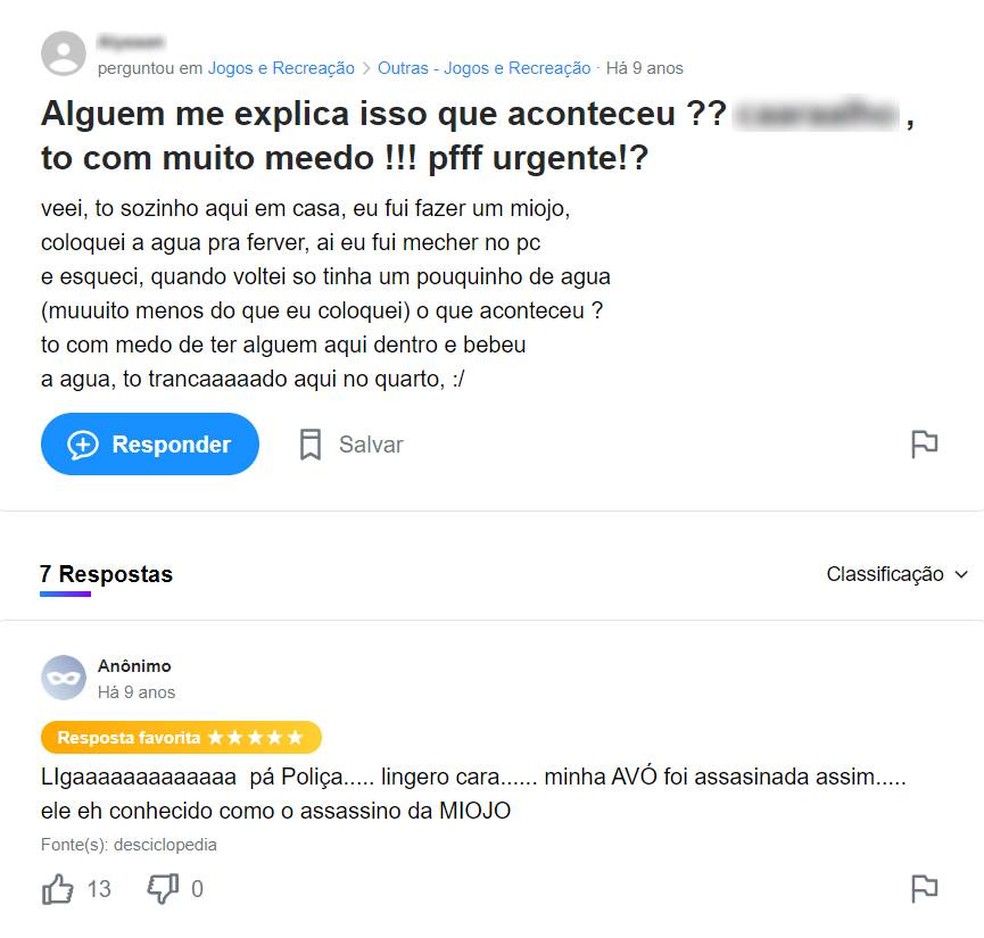 perguntou em Jogos e Recreação > Outras - Jogos e Recreação · Há 9 anos
Alguem me explica isso que aconteceu ?? ,
to com muito meedo !!! pfff urgente!?
veei, to sozinho aqui em casa, eu fui fazer um miojo,
coloquei a agua pra ferver, ai eu fui mecher no pc
e esqueci, quando voltei so tinha um pouquinho de agua
(muuuito menos do que eu coloquei) o que aconteceu ?
to com medo de ter alguem aqui dentro e bebeu
a agua, to trancaaaaado aqui no quarto, :/
Responder Salvar
7 Respostas Classificação
Anônimo
Há 9 anos
Resposta favorita ★★★★★
LIgaaaaaaaaaaaaa pá Poliça..... lingero cara...... minha AVÓ foi assasinada assim.....
ele eh conhecido como o assassino da MIOJO
Fonte(s): desciclopedia
13 0